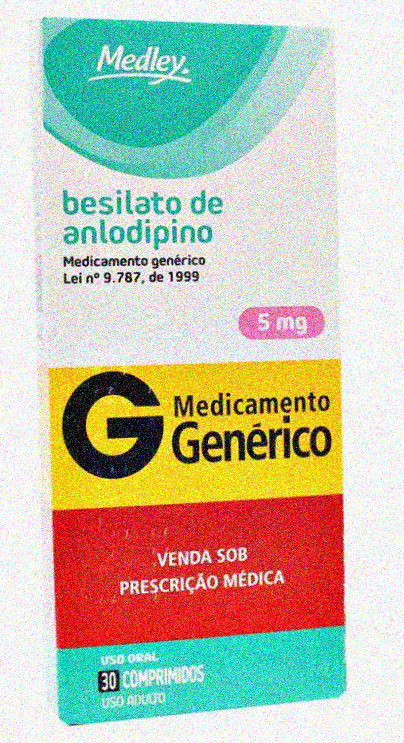 Medley.
besilato de
anlodipino
Medicamento genérico
Lei nº 9.787, de 1999
5 mg
G Medicamento
Genérico
VENDA SOB
PRESCRIÇÃO MÉDICA
USO ORAL
30 COMPRIMIDOS
USO ADULTO